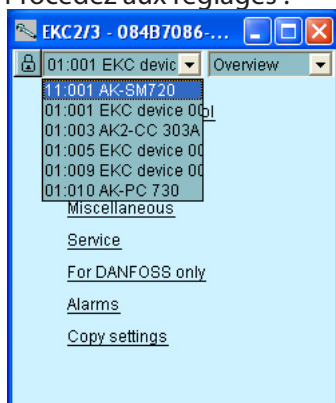 Procédez aux réglages :
EKC2/3 - 084B7086-...
01:001 EKC devic Overview
11:001 AK-SM720
01:001 EKC device 00
01:003 AK2-CC 303A
01:005 EKC device 00
01:009 EKC device 00
01:010 AK-PC 730
Miscellaneous
Service
For DANFOSS only
Alarms
Copy settings